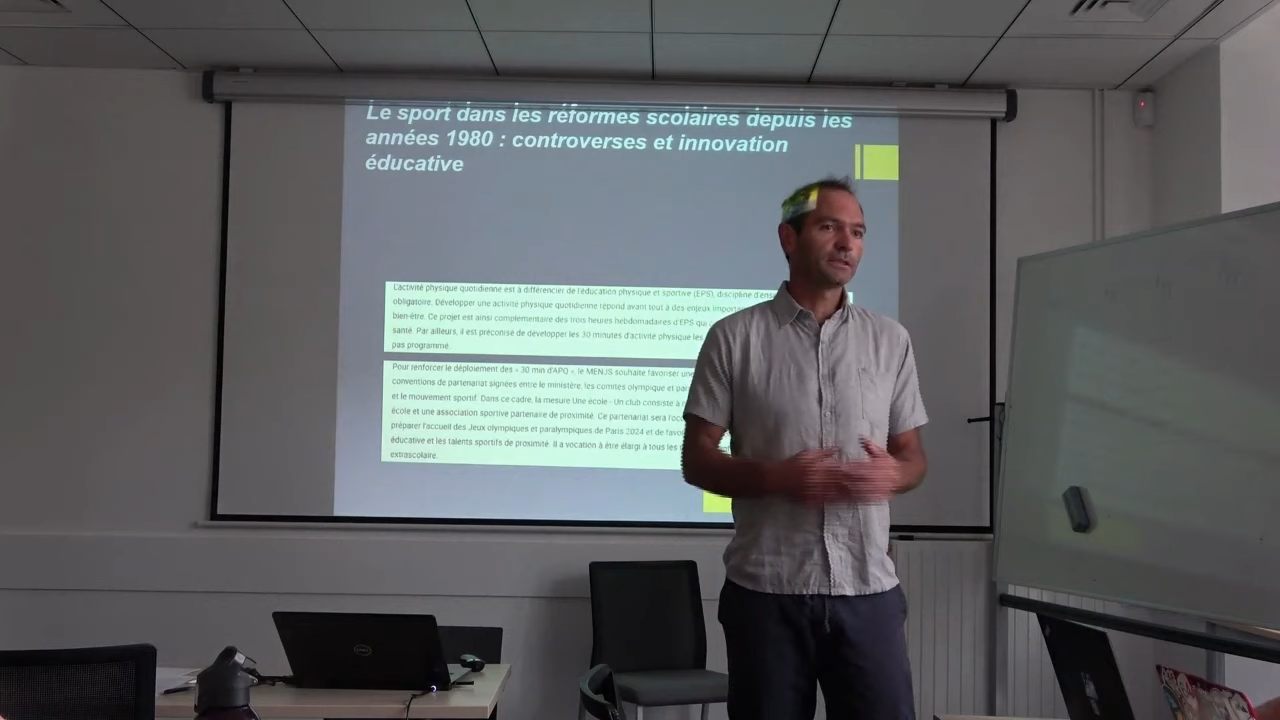 Le sport dans les réformes scolaires depuis les
années 1980 : controverses et innovation
éducative
L'activité physique quotidienne est à différencier de l'éducation physique et sportive (EPS), discipline
obligatoire. Développer une activité physique quotidienne répond avant tout à des enjeux
bien-être. Ce projet est ainsi complémentaire des trois heures hebdomadaires d'EPS qui
santé. Par ailleurs, il est préconisé de développer les 30 minutes d'activité physique les
pas programmé.
Pour renforcer le déploiement des « 30 min d'APQ », le MENJS souhaite favoriser
conventions de partenariat signées entre le ministère, les comités olympique et
et le mouvement sportif. Dans ce cadre, la mesure Une école - Un club consiste à
école et une association sportive partenaire de proximité. Ce partenariat sera
préparer l'accueil des Jeux olympiques et paralympiques de Paris 2024 et de
éducative et les talents sportifs de proximité. Il a vocation à être élargi à tous les
extrascolaire.
DELL